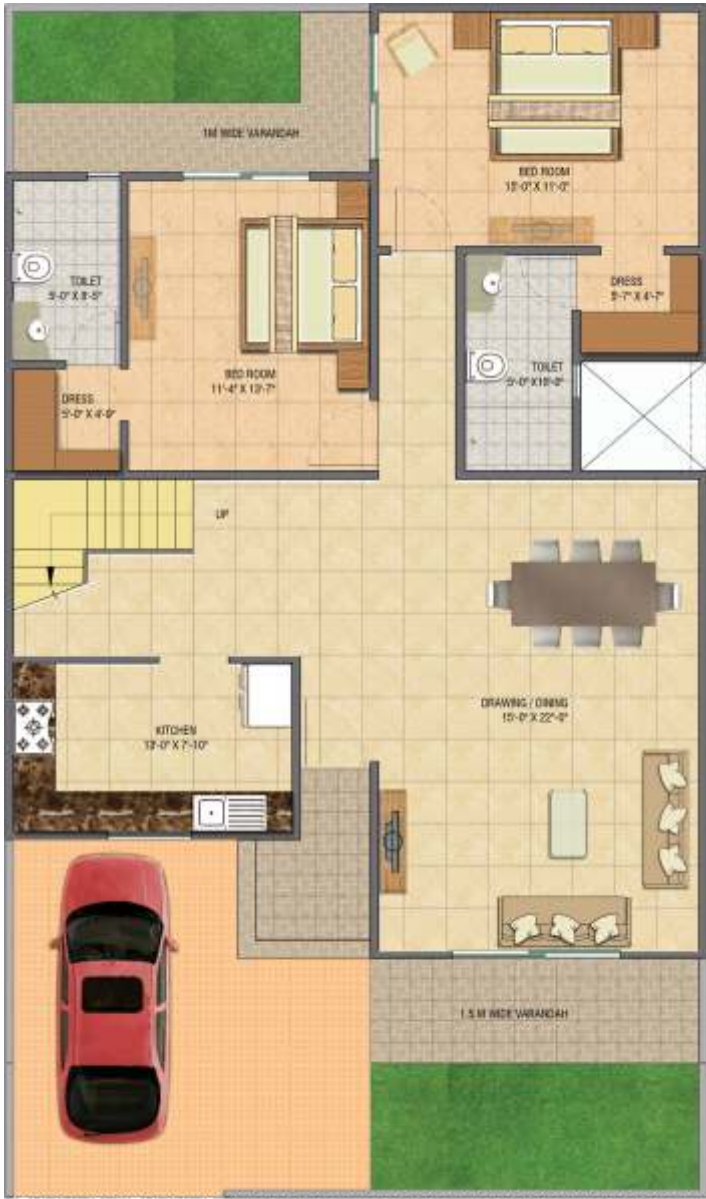 1M WIDE VARANDAH
BED ROOM
15'-0" X 11'-0"
TOILET
5'-0" X 8'-5"
DRESS
5'-7" X 4'-7"
BED ROOM
11'-4" X 13'-7"
TOILET
5'-0" X 10'-0"
DRESS
5'-0" X 4'-9"
UP
DRAWING / DINING
15'-0" X 22'-0"
KITCHEN
13'-0" X 7'-10"
1.5 M WIDE VARANDAH